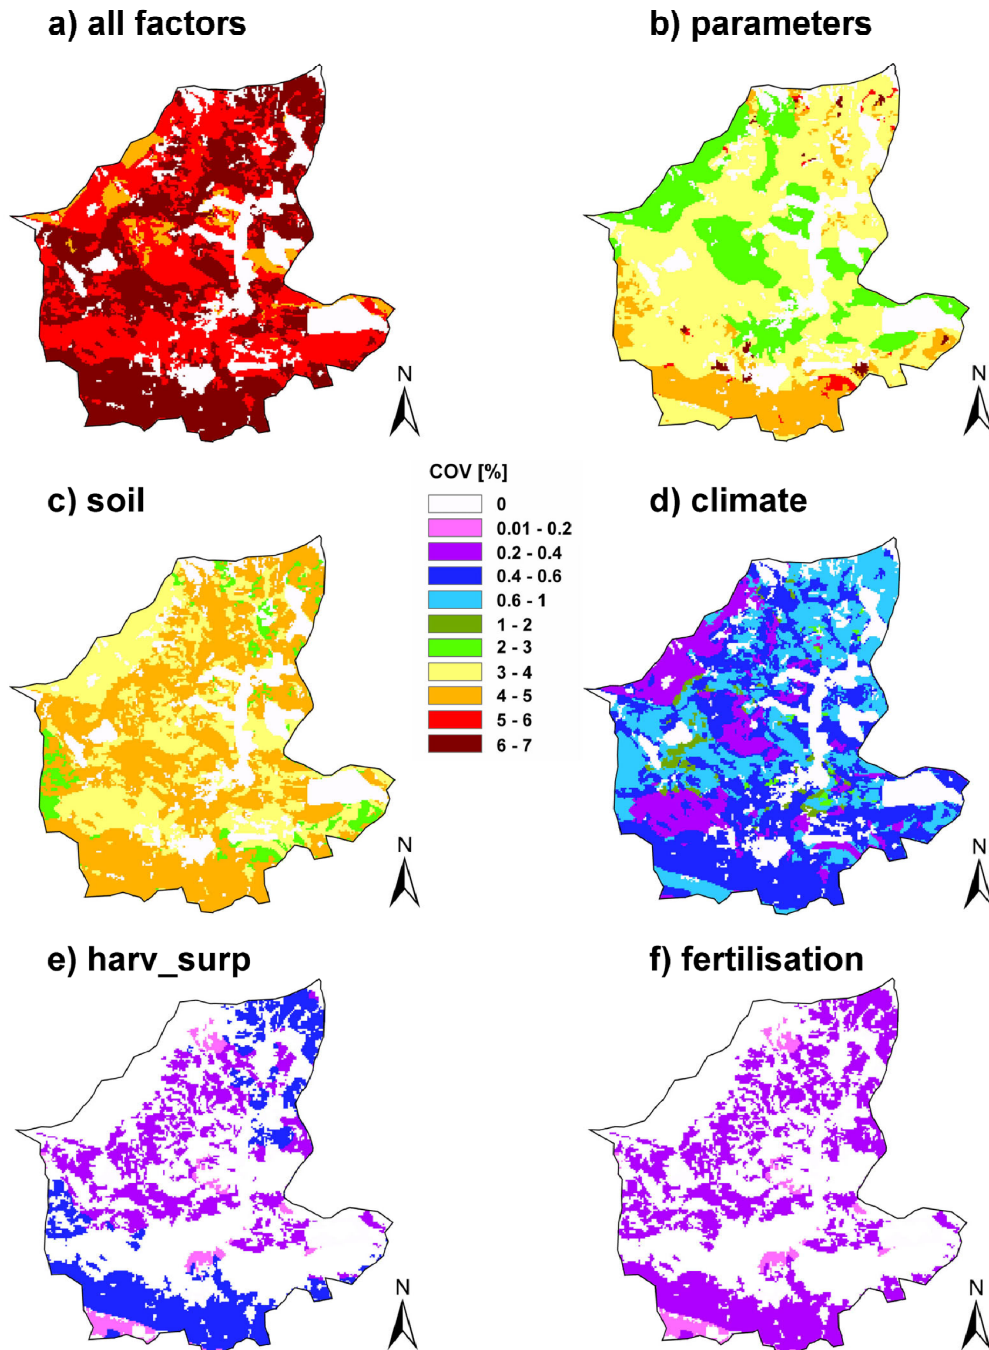 a) all factors
b) parameters
N
N
c) soil
COV [%]
0
0.01 - 0.2
0.2 - 0.4
0.4 - 0.6
0.6 - 1
1 - 2
2 - 3
3 - 4
4 - 5
5 - 6
6 - 7
d) climate
N
N
e) harv_surp
f) fertilisation
N
N